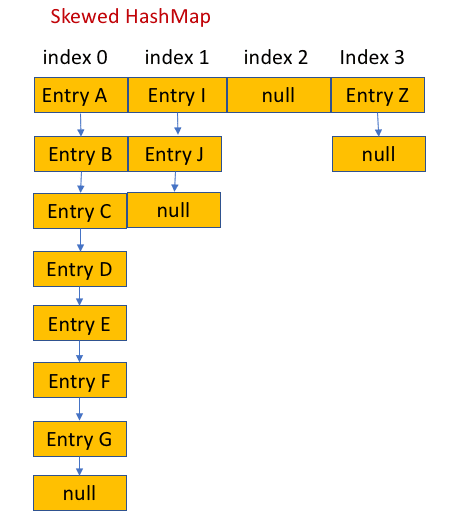 Skewed HashMap
index 0 index 1 index 2 Index 3
Entry A Entry I null Entry Z
Entry B Entry J null
Entry C null
Entry D
Entry E
Entry F
Entry G
null